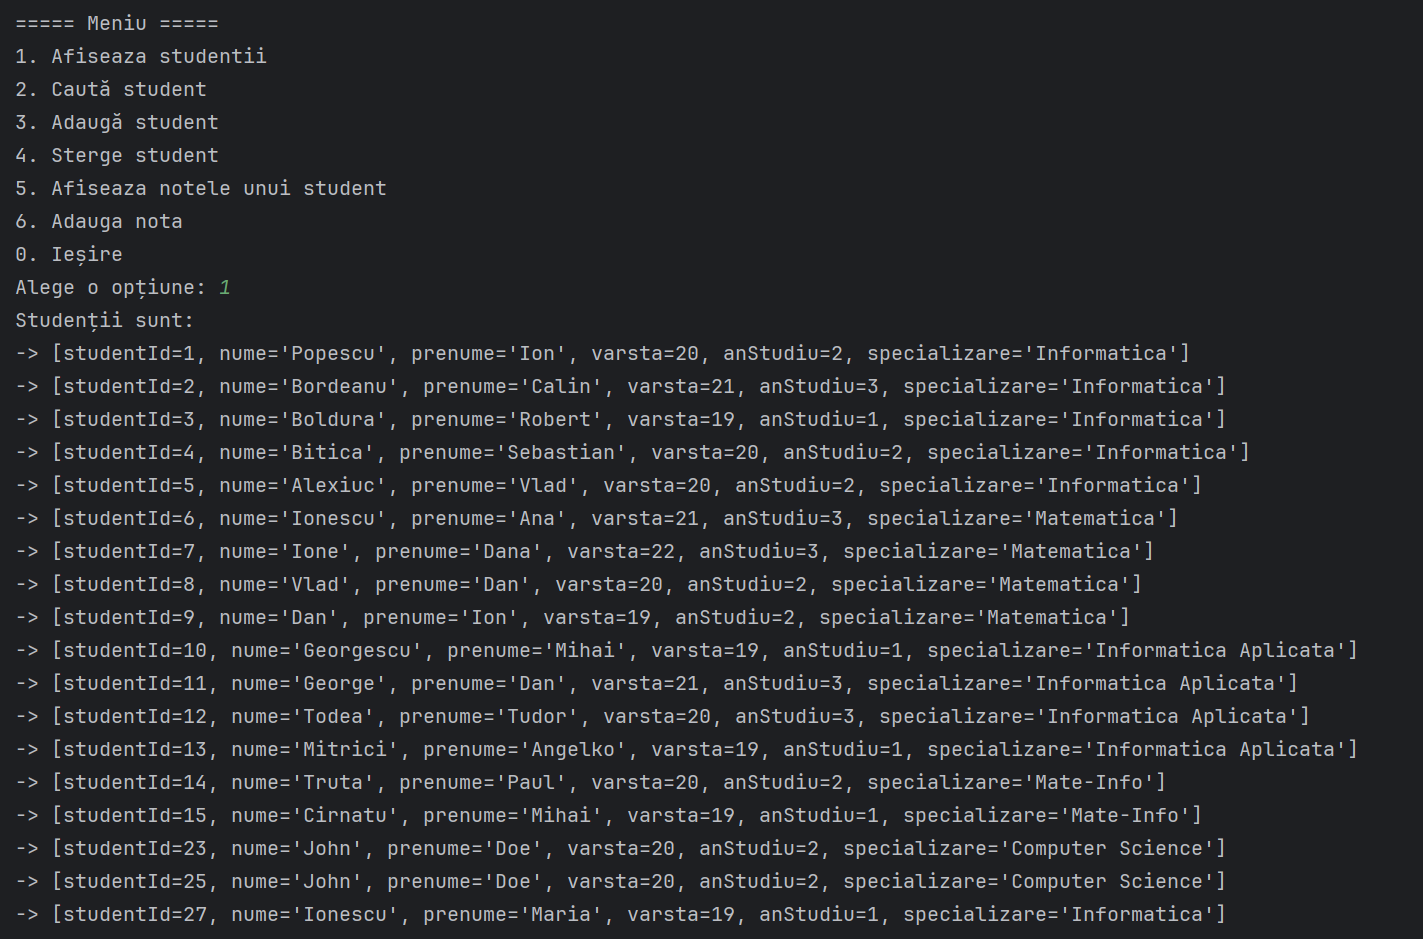 ===== Meniu =====
1. Afiseaza studentii
2. Caută student
3. Adaugă student
4. Sterge student
5. Afiseaza notele unui student
6. Adauga nota
0. Ieșire
Alege o opțiune: 1
Studenții sunt:
-> [studentId=1, nume='Popescu', prenume='Ion', varsta=20, anStudiu=2, specializare='Informatica']
-> [studentId=2, nume='Bordeanu', prenume='Calin', varsta=21, anStudiu=3, specializare='Informatica']
-> [studentId=3, nume='Boldura', prenume='Robert', varsta=19, anStudiu=1, specializare='Informatica']
-> [studentId=4, nume='Bitica', prenume='Sebastian', varsta=20, anStudiu=2, specializare='Informatica']
-> [studentId=5, nume='Alexiuc', prenume='Vlad', varsta=20, anStudiu=2, specializare='Informatica']
-> [studentId=6, nume='Ionescu', prenume='Ana', varsta=21, anStudiu=3, specializare='Matematica']
-> [studentId=7, nume='Ione', prenume='Dana', varsta=22, anStudiu=3, specializare='Matematica']
-> [studentId=8, nume='Vlad', prenume='Dan', varsta=20, anStudiu=2, specializare='Matematica']
-> [studentId=9, nume='Dan', prenume='Ion', varsta=19, anStudiu=2, specializare='Matematica']
-> [studentId=10, nume='Georgescu', prenume='Mihai', varsta=19, anStudiu=1, specializare='Informatica Aplicata']
-> [studentId=11, nume='George', prenume='Dan', varsta=21, anStudiu=3, specializare='Informatica Aplicata']
-> [studentId=12, nume='Todea', prenume='Tudor', varsta=20, anStudiu=3, specializare='Informatica Aplicata']
-> [studentId=13, nume='Mitrici', prenume='Angelko', varsta=19, anStudiu=1, specializare='Informatica Aplicata']
-> [studentId=14, nume='Truta', prenume='Paul', varsta=20, anStudiu=2, specializare='Mate-Info']
-> [studentId=15, nume='Cirnatu', prenume='Mihai', varsta=19, anStudiu=1, specializare='Mate-Info']
-> [studentId=23, nume='John', prenume='Doe', varsta=20, anStudiu=2, specializare='Computer Science']
-> [studentId=25, nume='John', prenume='Doe', varsta=20, anStudiu=2, specializare='Computer Science']
-> [studentId=27, nume='Ionescu', prenume='Maria', varsta=19, anStudiu=1, specializare='Informatica']